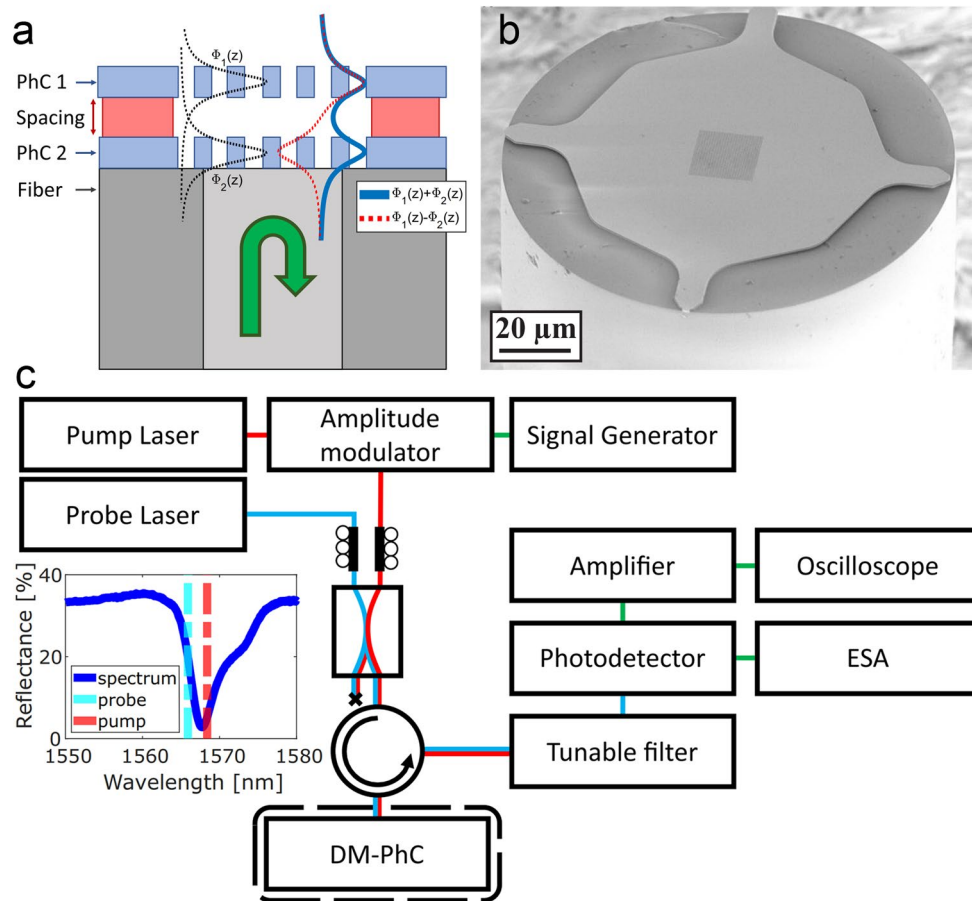 a
Φ1(z)
PhC 1
Spacing
PhC 2
Fiber
Φ2(z)
Φ1(z)+Φ2(z)
Φ1(z)-Φ2(z)
b
20 µm
c
Pump Laser
Amplitude
modulator
Signal Generator
Probe Laser
Amplifier
Oscilloscope
Photodetector
ESA
Tunable filter
DM-PhC
Reflectance [%]
40
20
0
spectrum
probe
pump
1550
1560
1570
1580
Wavelength [nm]